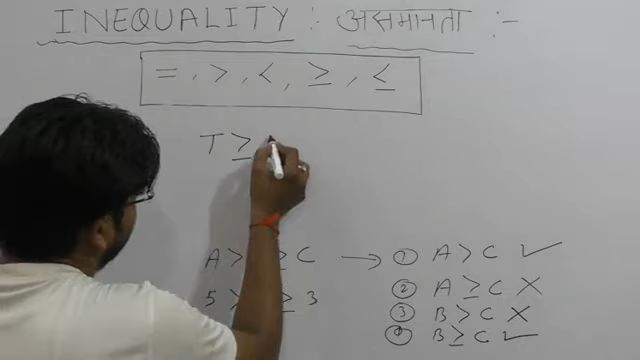 INEQUALITY : असमानता :-
= , > , < , ≥ , ≤
T ≥
A > ≥ C → ① A > C ✓
5 > ≥ 3 ② A ≥ C ✗
③ B > C ✗
④ B ≥ C ✓